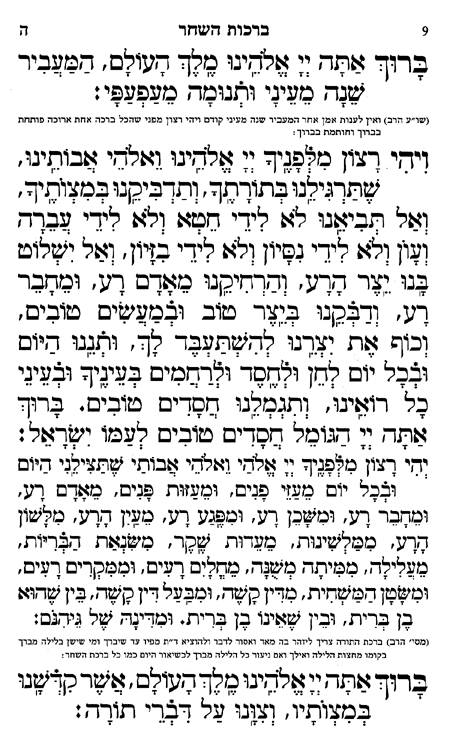 9 ברכות השחר ה
בָּרוּךְ אַתָּה יְיָ אֱלֹהֵינוּ מֶלֶךְ הָעוֹלָם, הַמַּעֲבִיר
שֵׁנָה מֵעֵינָי וּתְנוּמָה מֵעַפְעַפָּי:
(שו״ע הרב) ואין לענות אמן אחר המעביר שנה מעיני קודם ויהי רצון מפני שהכל ברכה אחת ארוכה פותחת
בברוך וחותמת בברוך:
וִיהִי רָצוֹן מִלְּפָנֶיךָ יְיָ אֱלֹהֵינוּ וֵאלֹהֵי אֲבוֹתֵינוּ,
שֶׁתַּרְגִּילֵנוּ בְּתוֹרָתֶךָ, וְתַדְבִּיקֵנוּ בְּמִצְוֹתֶיךָ,
וְאַל תְּבִיאֵנוּ לֹא לִידֵי חֵטְא וְלֹא לִידֵי עֲבֵרָה
וְעָוֹן וְלֹא לִידֵי נִסָּיוֹן וְלֹא לִידֵי בִזָּיוֹן, וְאַל יִשְׁלוֹט
בָּנוּ יֵצֶר הָרָע, וְהַרְחִיקֵנוּ מֵאָדָם רָע, וּמֵחָבֵר
רָע, וְדַבְּקֵנוּ בְּיֵצֶר טוֹב וּבְמַעֲשִׂים טוֹבִים,
וְכוֹף אֶת יִצְרֵנוּ לְהִשְׁתַּעְבֶּד לָךְ, וּתְנֵנוּ הַיּוֹם
וּבְכָל יוֹם לְחֵן וּלְחֶסֶד וּלְרַחֲמִים בְּעֵינֶיךָ וּבְעֵינֵי
כָל רוֹאֵינוּ, וְתִגְמְלֵנוּ חֲסָדִים טוֹבִים. בָּרוּךְ
אַתָּה יְיָ הַגּוֹמֵל חֲסָדִים טוֹבִים לְעַמּוֹ יִשְׂרָאֵל:
יְהִי רָצוֹן מִלְּפָנֶיךָ יְיָ אֱלֹהַי וֵאלֹהֵי אֲבוֹתַי שֶׁתַּצִּילֵנִי הַיּוֹם
וּבְכָל יוֹם מֵעַזֵּי פָנִים, וּמֵעַזּוּת פָּנִים, מֵאָדָם רָע,
וּמֵחָבֵר רָע, וּמִשָּׁכֵן רָע, וּמִפֶּגַע רָע, מֵעַיִן הָרָע, מִלָּשׁוֹן
הָרָע, מִמַּלְשִׁינוּת, מֵעֵדוּת שֶׁקֶר, מִשִּׂנְאַת הַבְּרִיּוֹת,
מֵעֲלִילָה, מִמִּיתָה מְשֻׁנָּה, מֵחֳלָיִם רָעִים, וּמִמִּקְרִים רָעִים,
וּמִשָּׂטָן הַמַּשְׁחִית, מִדִּין קָשֶׁה, וּמִבַּעַל דִּין קָשֶׁה, בֵּין שֶׁהוּא
בֶן בְּרִית, וּבֵין שֶׁאֵינוֹ בֶן בְּרִית. וּמִדִּינָהּ שֶׁל גֵּיהִנֹּם:
(מסי׳ הרב) ברכת התורה צריך ליזהר בה מאד ואסור לדבר ולהוציא ד״ת מפיו עד שיברך ומי שישן בלילה מברך
בקומו מחצות הלילה ואילך ואם ניעור כל הלילה מברך לכשיאור היום כמו כל ברכת השחר:
בָּרוּךְ אַתָּה יְיָ אֱלֹהֵינוּ מֶלֶךְ הָעוֹלָם, אֲשֶׁר קִדְּשָׁנוּ
בְּמִצְוֹתָיו, וְצִוָּנוּ עַל דִּבְרֵי תוֹרָה: